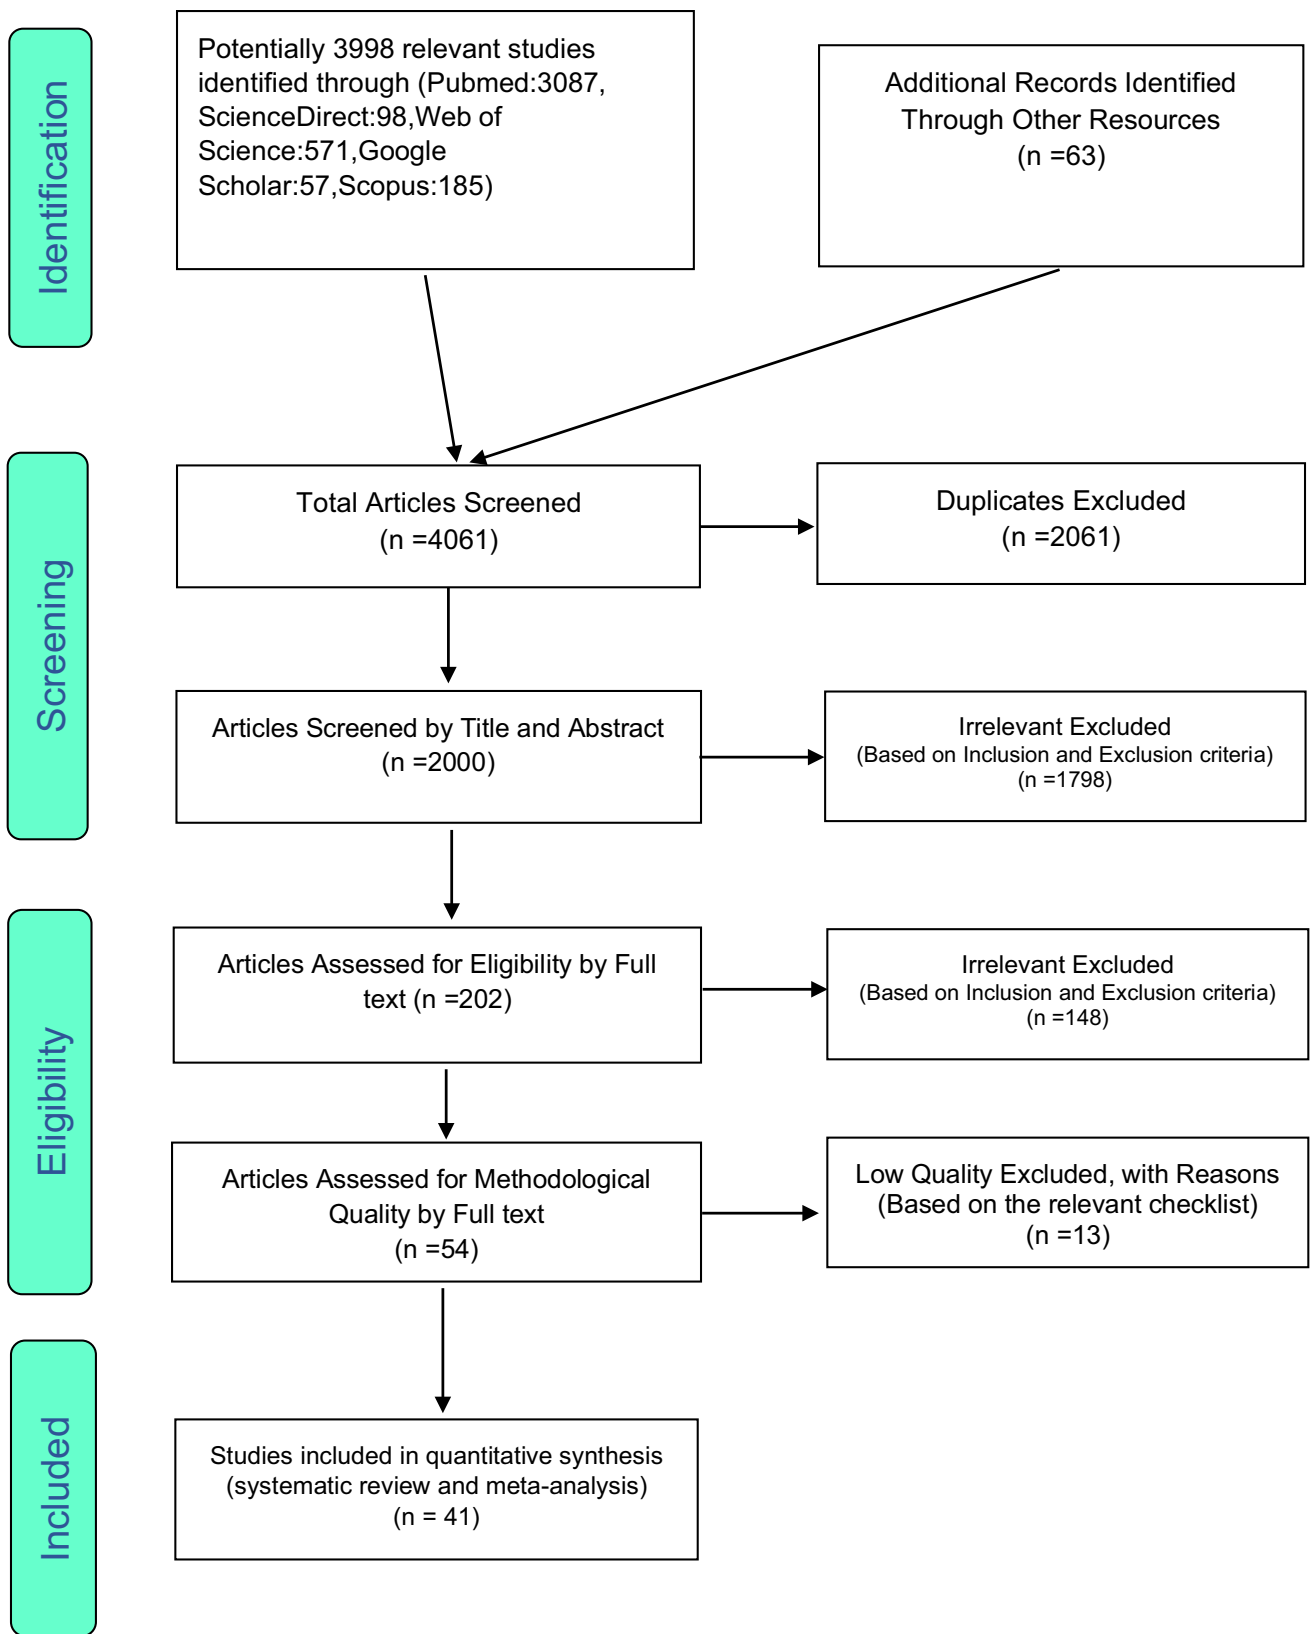 Identification
Potentially 3998 relevant studies
identified through (Pubmed:3087,
ScienceDirect:98,Web of
Science:571,Google
Scholar:57,Scopus:185)
Additional Records Identified
Through Other Resources
(n =63)
Screening
Total Articles Screened
(n =4061)
Duplicates Excluded
(n =2061)
Articles Screened by Title and Abstract
(n =2000)
Irrelevant Excluded
(Based on Inclusion and Exclusion criteria)
(n =1798)
Eligibility
Articles Assessed for Eligibility by Full
text (n =202)
Irrelevant Excluded
(Based on Inclusion and Exclusion criteria)
(n =148)
Articles Assessed for Methodological
Quality by Full text
(n =54)
Low Quality Excluded, with Reasons
(Based on the relevant checklist)
(n =13)
Included
Studies included in quantitative synthesis
(systematic review and meta-analysis)
(n = 41)